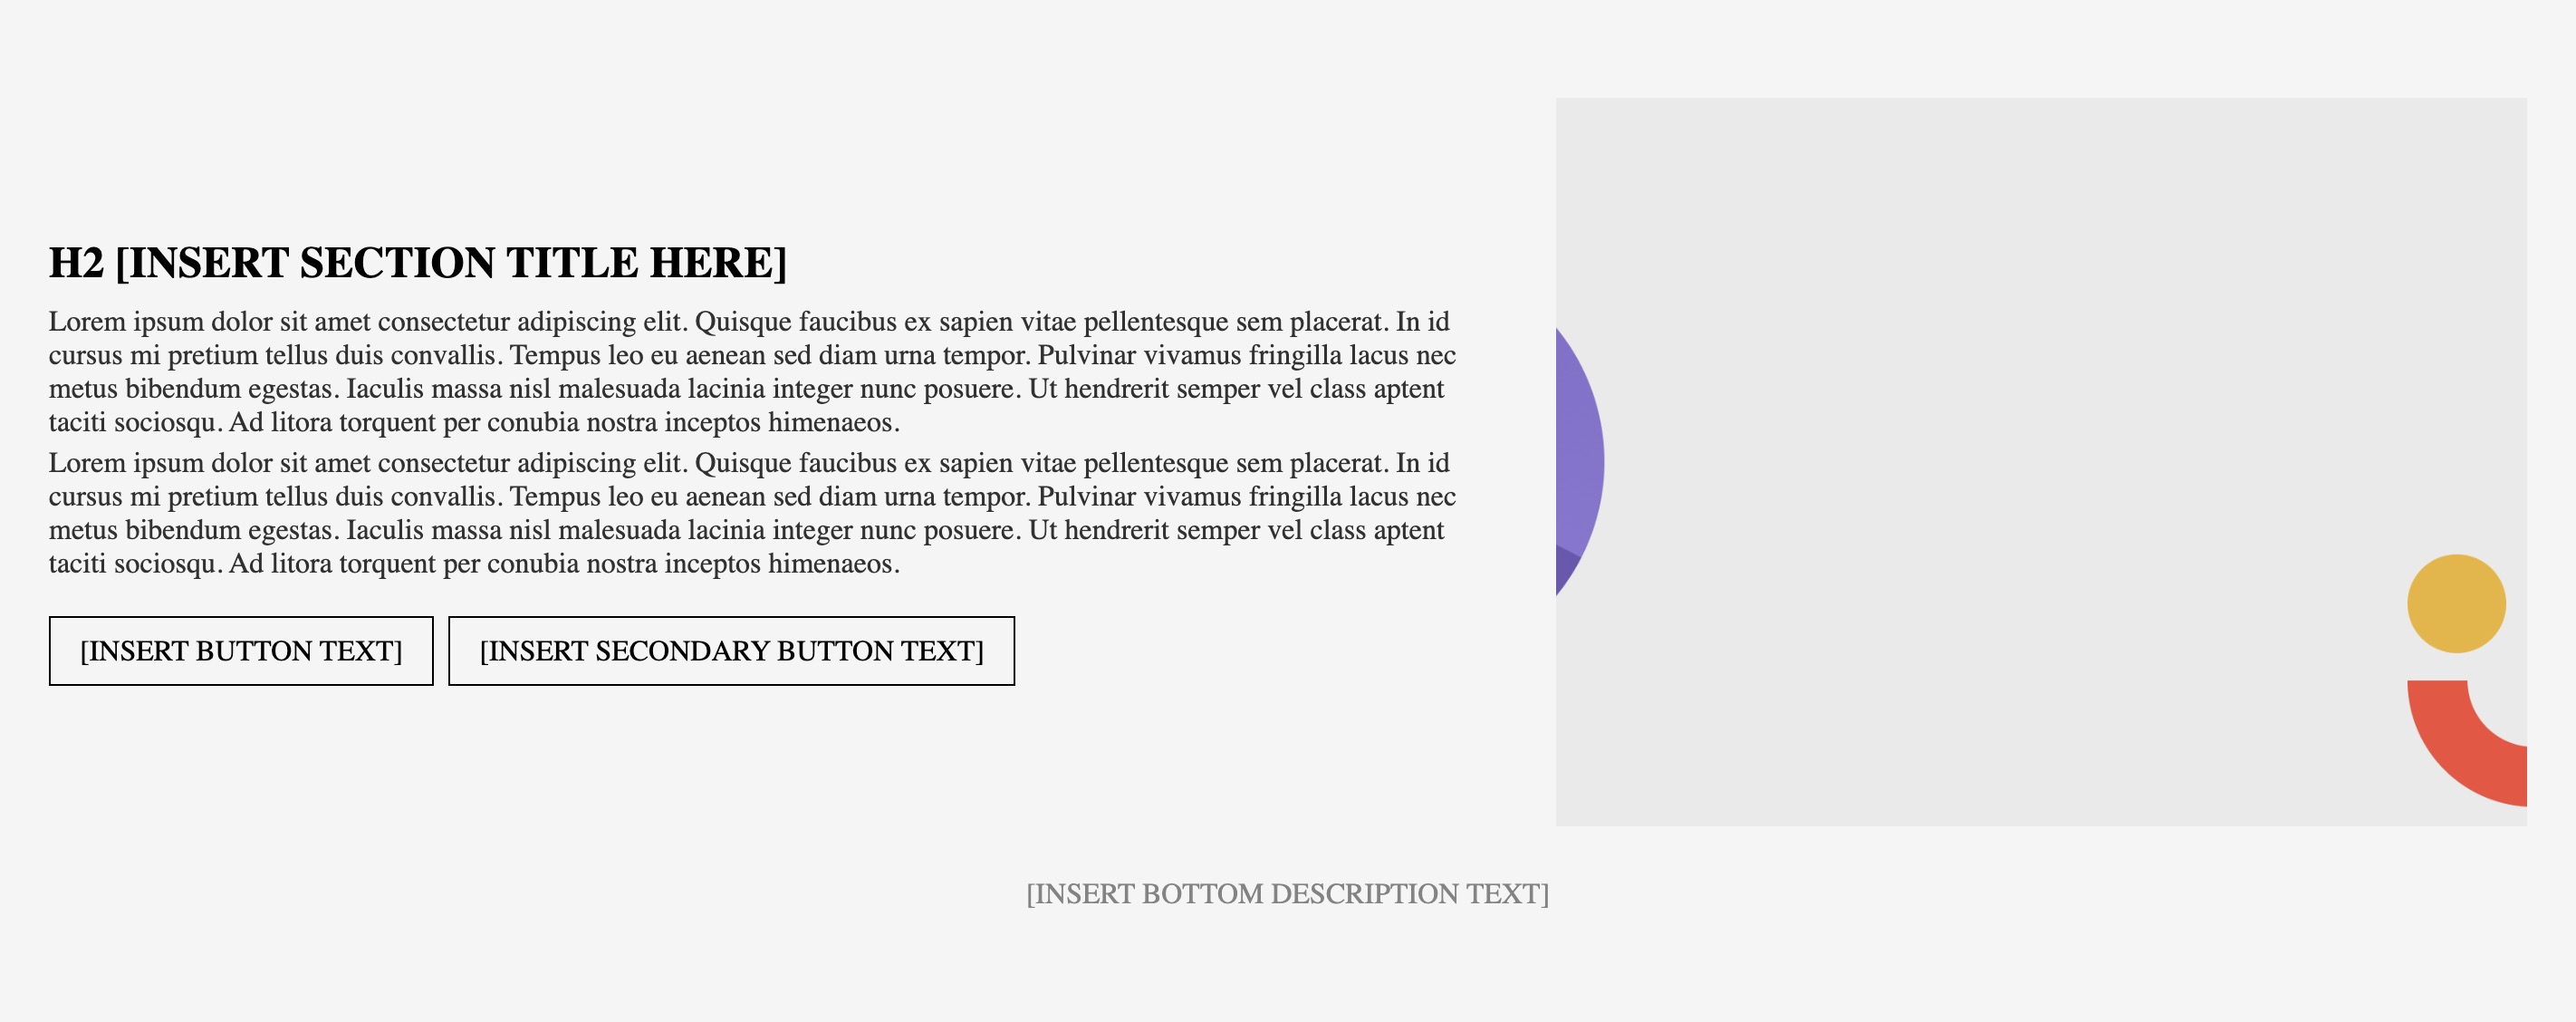 H2 [INSERT SECTION TITLE HERE]
Lorem ipsum dolor sit amet consectetur adipiscing elit. Quisque faucibus ex sapien vitae pellentesque sem placerat. In id
cursus mi pretium tellus duis convallis. Tempus leo eu aenean sed diam urna tempor. Pulvinar vivamus fringilla lacus nec
metus bibendum egestas. Iaculis massa nisl malesuada lacinia integer nunc posuere. Ut hendrerit semper vel class aptent
taciti sociosqu. Ad litora torquent per conubia nostra inceptos himenaeos.
Lorem ipsum dolor sit amet consectetur adipiscing elit. Quisque faucibus ex sapien vitae pellentesque sem placerat. In id
cursus mi pretium tellus duis convallis. Tempus leo eu aenean sed diam urna tempor. Pulvinar vivamus fringilla lacus nec
metus bibendum egestas. Iaculis massa nisl malesuada lacinia integer nunc posuere. Ut hendrerit semper vel class aptent
taciti sociosqu. Ad litora torquent per conubia nostra inceptos himenaeos.
[INSERT BUTTON TEXT]
[INSERT SECONDARY BUTTON TEXT]
[INSERT BOTTOM DESCRIPTION TEXT]